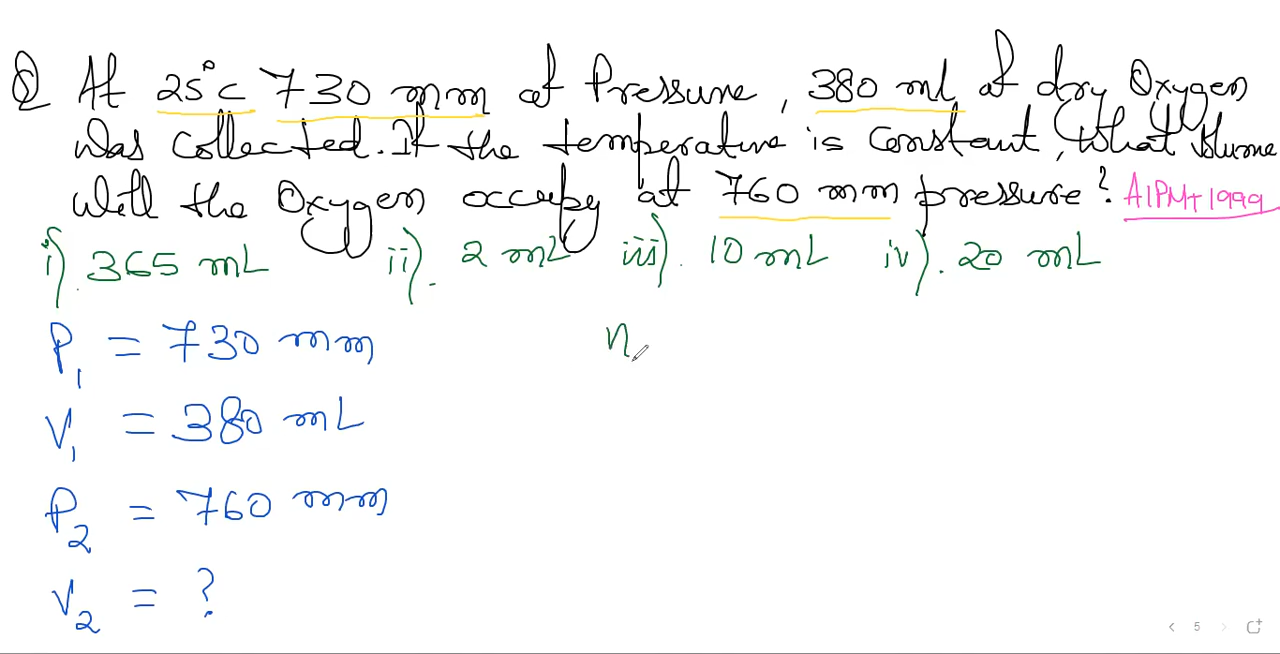 Q At 25°C 730 mm of Pressure, 380 mL of dry Oxygen
was collected. If the temperature is constant, What volume
will the Oxygen occupy at 760 mm pressure? AIPMT 1999
i). 365 mL ii). 2 mL iii). 10 mL iv). 20 mL
P₁ = 730 mm n
V₁ = 380 mL
P₂ = 760 mm
V₂ = ?
< 5 >